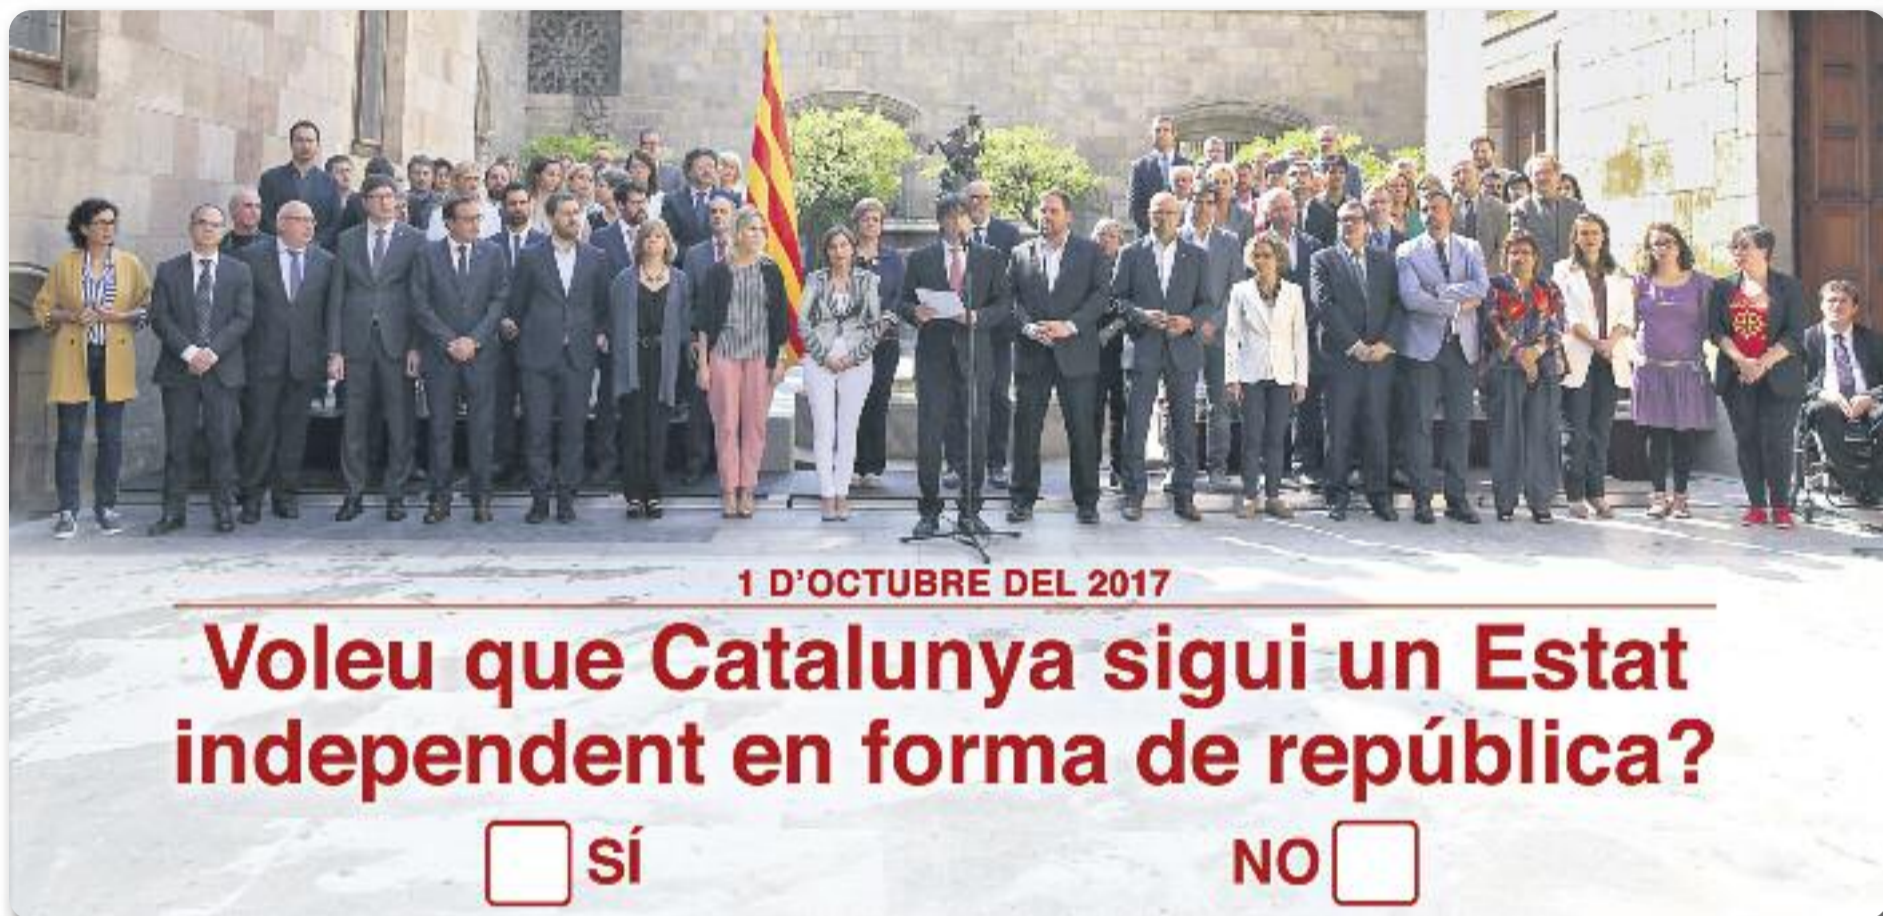 1 D'OCTUBRE DEL 2017
Voleu que Catalunya sigui un Estat
independent en forma de república?
SÍ NO